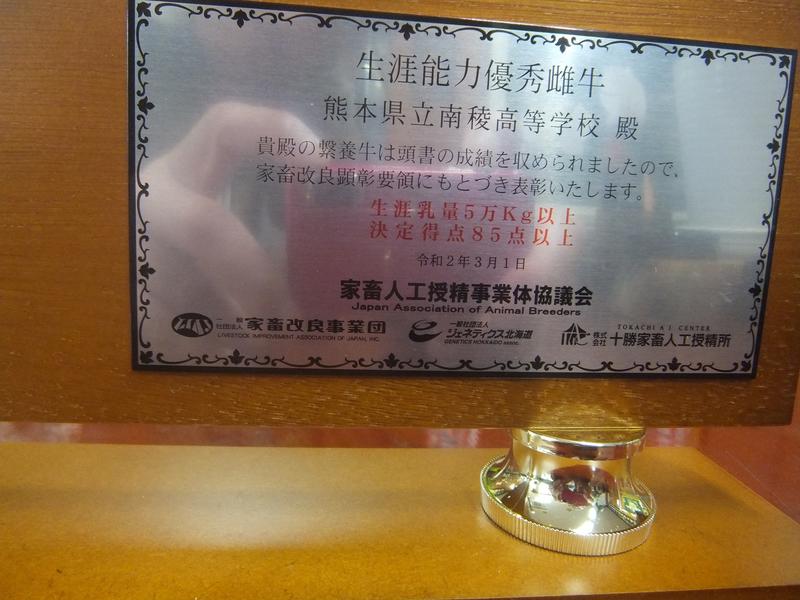 生涯能力優秀雌牛
熊本県立南稜高等学校 殿
貴殿の繋養牛は頭書の成績を収められましたので、
家畜改良顕彰要領にもとづき表彰いたします。
生涯乳量5万Kg以上
決定得点85点以上
令和2年3月1日
家畜人工授精事業体協議会
Japan Association of Animal Breeders
一般社団法人 家畜改良事業団
LIVESTOCK IMPROVEMENT ASSOCIATION OF JAPAN, INC.
一般社団法人
ジェネティクス北海道
GENETICS HOKKAIDO assoc.
TOKACHI A I CENTER
株式会社 十勝家畜人工授精所